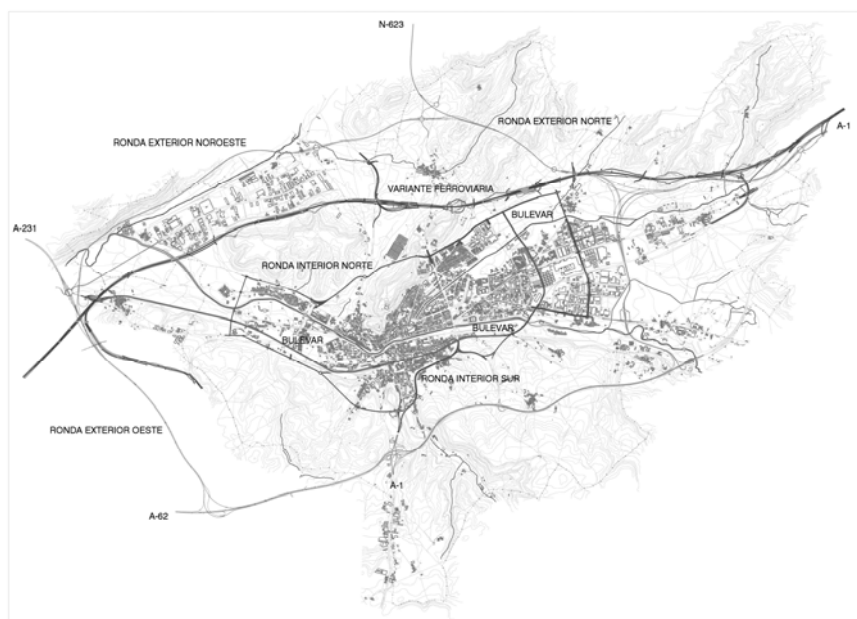 N-623
RONDA EXTERIOR NORTE
A-1
RONDA EXTERIOR NOROESTE
VARIANTE FERROVIARIA
BULEVAR
A-231
RONDA INTERIOR NORTE
BULEVAR
BULEVAR
RONDA INTERIOR SUR
RONDA EXTERIOR OESTE
A-1
A-62